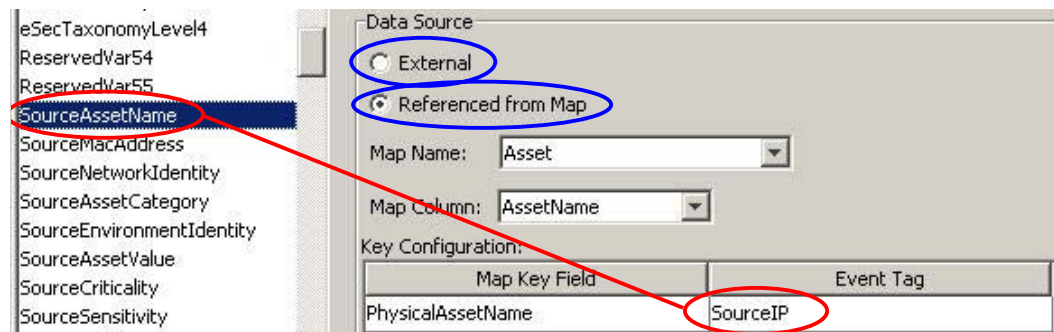 eSecTaxonomyLevel4
ReservedVar54
ReservedVar55
SourceAssetName
SourceMacAddress
SourceNetworkIdentity
SourceAssetCategory
SourceEnvironmentIdentity
SourceAssetValue
SourceCriticality
SourceSensitivity
Data Source
External
Referenced from Map
Map Name: Asset
Map Column: AssetName
Key Configuration:
Map Key Field Event Tag
PhysicalAssetName SourceIP